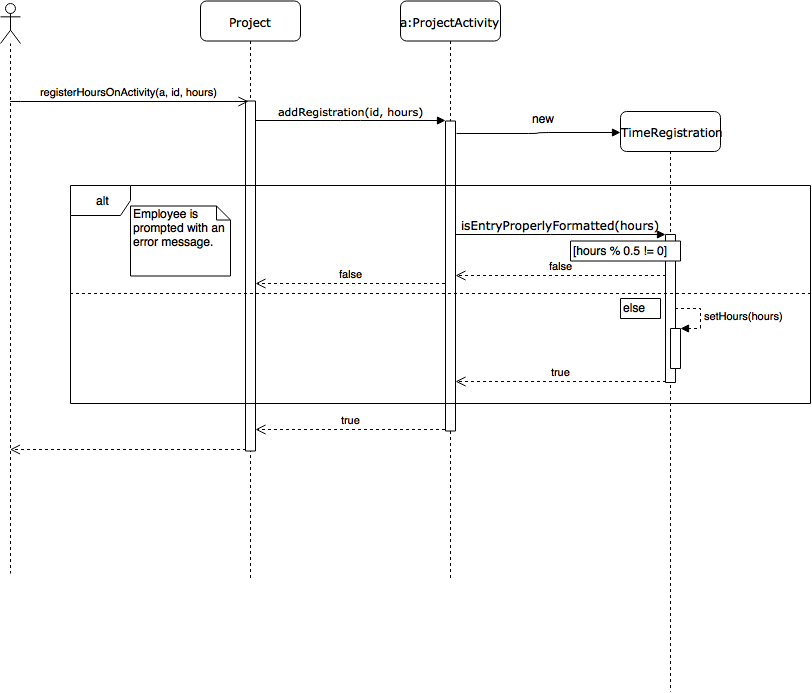 Project
a:ProjectActivity
registerHoursOnActivity(a, id, hours)
addRegistration(id, hours)
new
TimeRegistration
alt
Employee is
prompted with an
error message.
isEntryProperlyFormatted(hours)
[hours % 0.5 != 0]
false
false
else
setHours(hours)
true
true